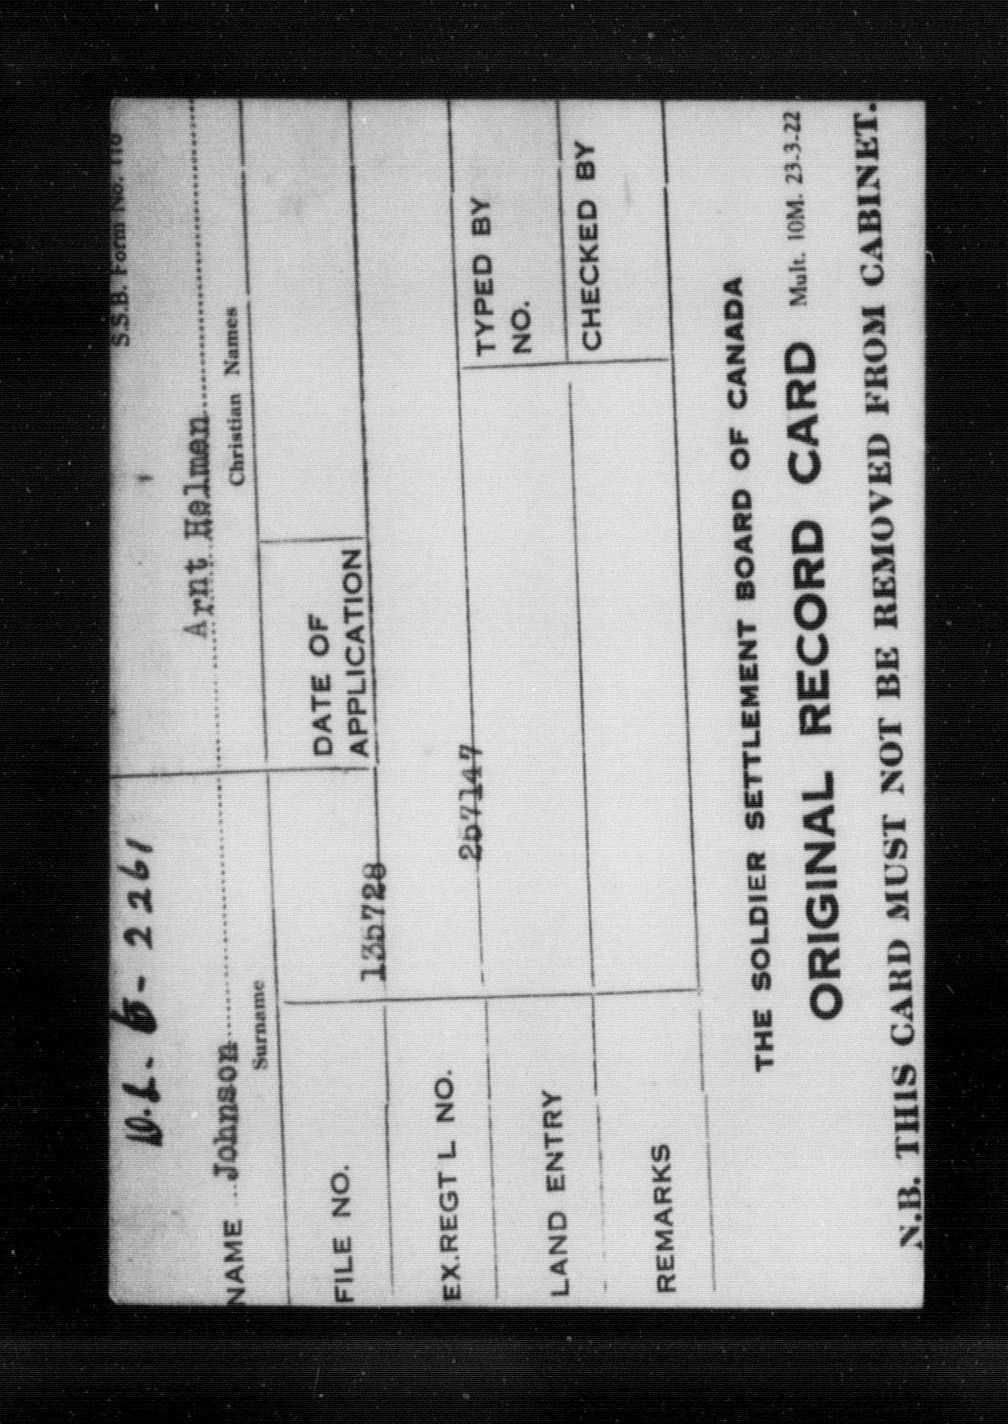 S.S.B. Form No. 110
D.L. - B - 2261
NAME Johnson Arnt Helmen
Surname Christian Names
FILE NO. 135728 DATE OF APPLICATION
EX.REGT L NO. 257147
LAND ENTRY TYPED BY NO.
REMARKS CHECKED BY
THE SOLDIER SETTLEMENT BOARD OF CANADA
ORIGINAL RECORD CARD Mult. 10M. 23-3-22
N.B. THIS CARD MUST NOT BE REMOVED FROM CABINET.